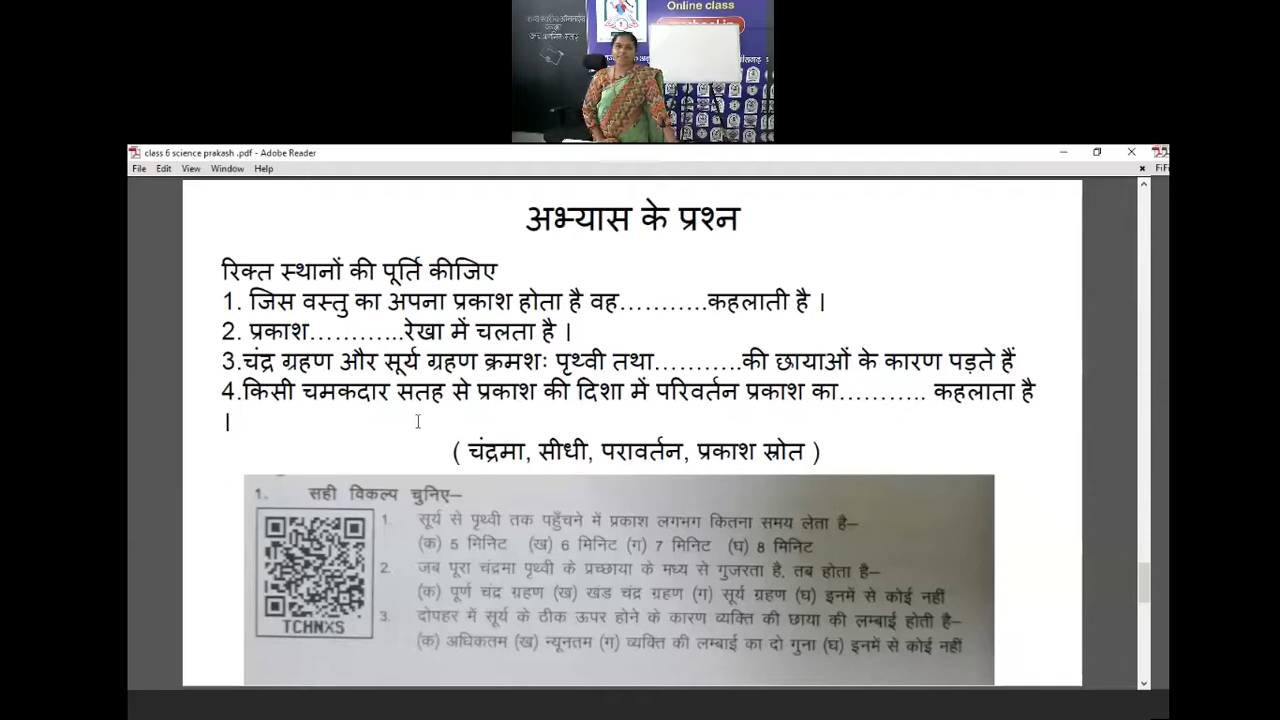 Online class
class 6 science prakash .pdf - Adobe Reader
File Edit View Window Help
अभ्यास के प्रश्न
रिक्त स्थानों की पूर्ति कीजिए
1. जिस वस्तु का अपना प्रकाश होता है वह………..कहलाती है |
2. प्रकाश………..रेखा में चलता है |
3.चंद्र ग्रहण और सूर्य ग्रहण क्रमशः पृथ्वी तथा……….की छायाओं के कारण पड़ते हैं
4.किसी चमकदार सतह से प्रकाश की दिशा में परिवर्तन प्रकाश का……….. कहलाता है
|
( चंद्रमा, सीधी, परावर्तन, प्रकाश स्रोत )
1. सही विकल्प चुनिए–
1. सूर्य से पृथ्वी तक पहुँचने में प्रकाश लगभग कितना समय लेता है–
(क) 5 मिनिट (ख) 6 मिनिट (ग) 7 मिनिट (घ) 8 मिनिट
2. जब पूरा चंद्रमा पृथ्वी के प्रच्छाया के मध्य से गुजरता है, तब होता है–
(क) पूर्ण चंद्र ग्रहण (ख) खंड चंद्र ग्रहण (ग) सूर्य ग्रहण (घ) इनमें से कोई नहीं
3. दोपहर में सूर्य के ठीक ऊपर होने के कारण व्यक्ति की छाया की लम्बाई होती है–
(क) अधिकतम (ख) न्यूनतम (ग) व्यक्ति की लम्बाई का दो गुना (घ) इनमें से कोई नहीं
TCHNXS